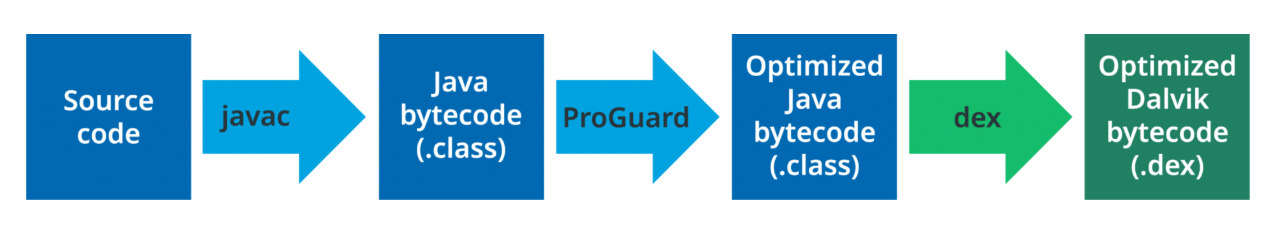 Source
code
javac
Java
bytecode
(.class)
ProGuard
Optimized
Java
bytecode
(.class)
dex
Optimized
Dalvik
bytecode
(.dex)